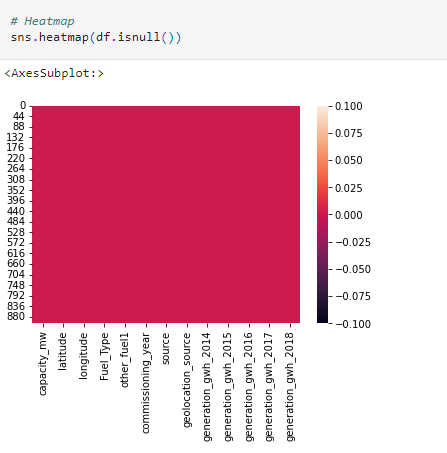 # Heatmap
sns.heatmap(df.isnull())
<AxesSubplot:>
0
44
88
132
176
220
264
308
352
396
440
484
528
572
616
660
704
748
792
836
880
capacity_mw
latitude
longitude
Fuel_Type
other_fuel1
commissioning_year
source
geolocation_source
generation_gwh_2014
generation_gwh_2015
generation_gwh_2016
generation_gwh_2017
generation_gwh_2018
0.100
0.075
0.050
0.025
0.000
−0.025
−0.050
−0.075
−0.100